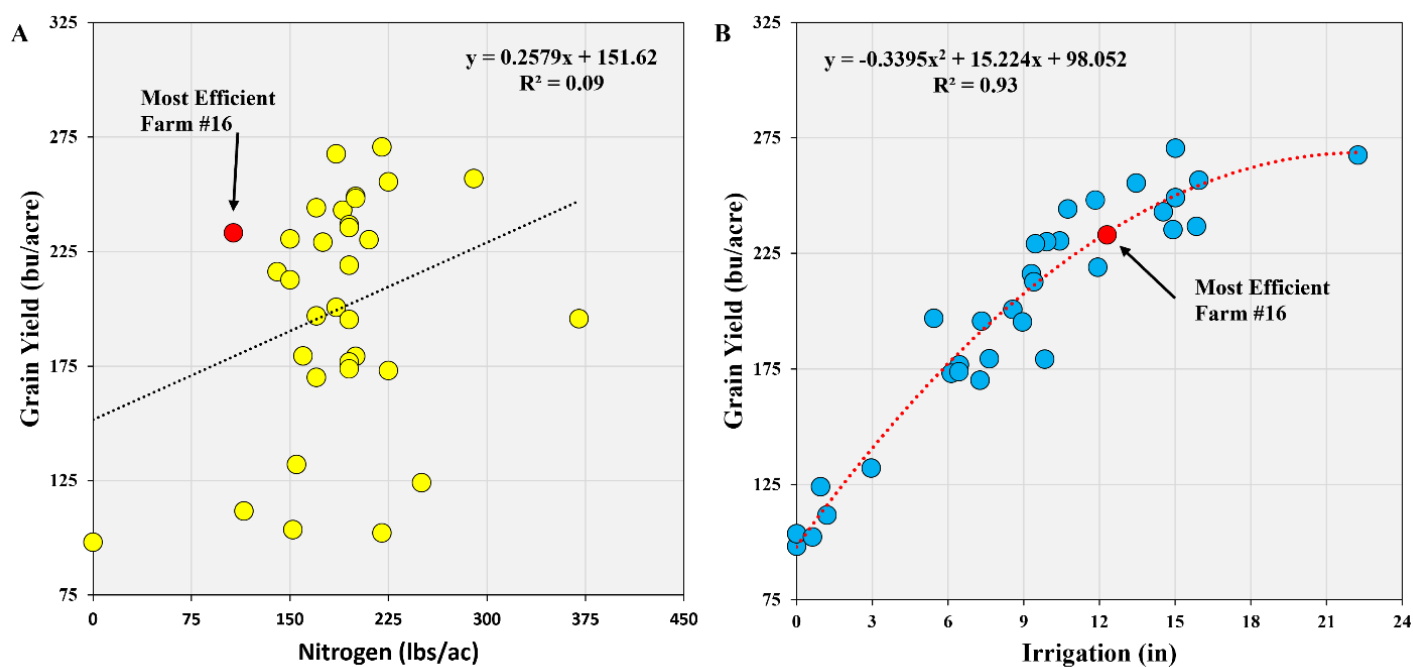 A
y = 0.2579x + 151.62
R² = 0.09
Most Efficient
Farm #16
Grain Yield (bu/acre)
325
275
225
175
125
75
0
75
150
225
300
375
450
Nitrogen (lbs/ac)
B
y = -0.3395x² + 15.224x + 98.052
R² = 0.93
Most Efficient
Farm #16
Grain Yield (bu/acre)
325
275
225
175
125
75
0
3
6
9
12
15
18
21
24
Irrigation (in)